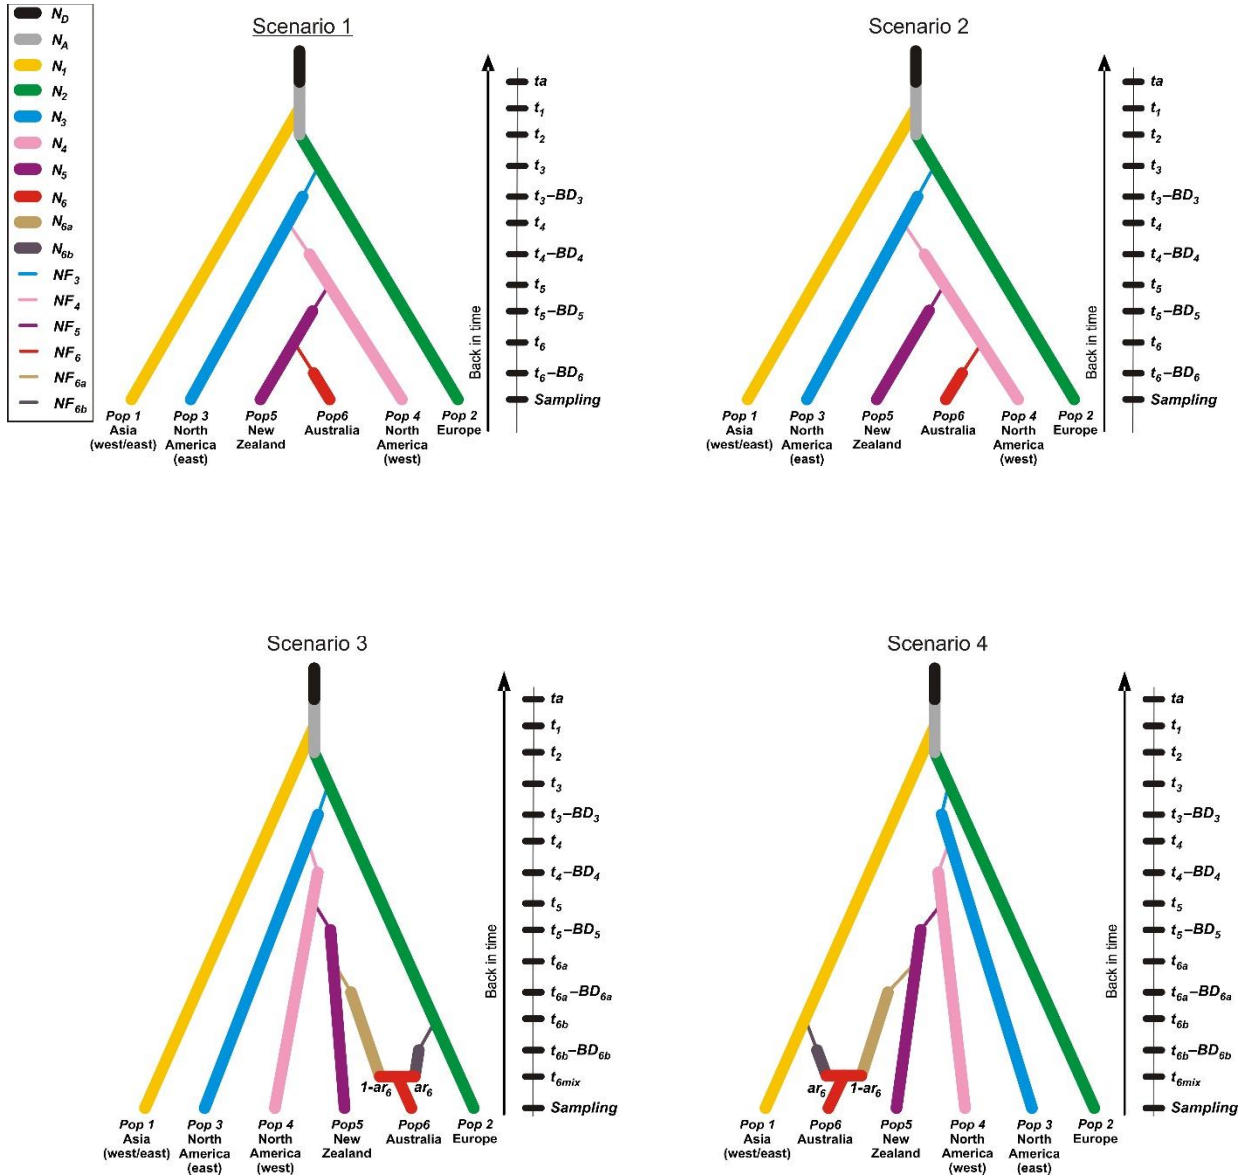 N_D
N_A
N_1
N_2
N_3
N_4
N_5
N_6
N_6a
N_6b
NF_3
NF_4
NF_5
NF_6
NF_6a
NF_6b
Scenario 1
Back in time
ta
t_1
t_2
t_3
t_3–BD_3
t_4
t_4–BD_4
t_5
t_5–BD_5
t_6
t_6–BD_6
Sampling
Pop 1
Asia
(west/east)
Pop 3
North
America
(east)
Pop5
New
Zealand
Pop6
Australia
Pop 4
North
America
(west)
Pop 2
Europe
Scenario 2
Back in time
ta
t_1
t_2
t_3
t_3–BD_3
t_4
t_4–BD_4
t_5
t_5–BD_5
t_6
t_6–BD_6
Sampling
Pop 1
Asia
(west/east)
Pop 3
North
America
(east)
Pop5
New
Zealand
Pop6
Australia
Pop 4
North
America
(west)
Pop 2
Europe
Scenario 3
Back in time
ta
t_1
t_2
t_3
t_3–BD_3
t_4
t_4–BD_4
t_5
t_5–BD_5
t_6a
t_6a–BD_6a
t_6b
t_6b–BD_6b
t_6mix
Sampling
1-ar_6
ar_6
Pop 1
Asia
(west/east)
Pop 3
North
America
(east)
Pop 4
North
America
(west)
Pop5
New
Zealand
Pop6
Australia
Pop 2
Europe
Scenario 4
Back in time
ta
t_1
t_2
t_3
t_3–BD_3
t_4
t_4–BD_4
t_5
t_5–BD_5
t_6a
t_6a–BD_6a
t_6b
t_6b–BD_6b
t_6mix
Sampling
ar_6
1-ar_6
Pop 1
Asia
(west/east)
Pop6
Australia
Pop5
New
Zealand
Pop 4
North
America
(west)
Pop 3
North
America
(east)
Pop 2
Europe